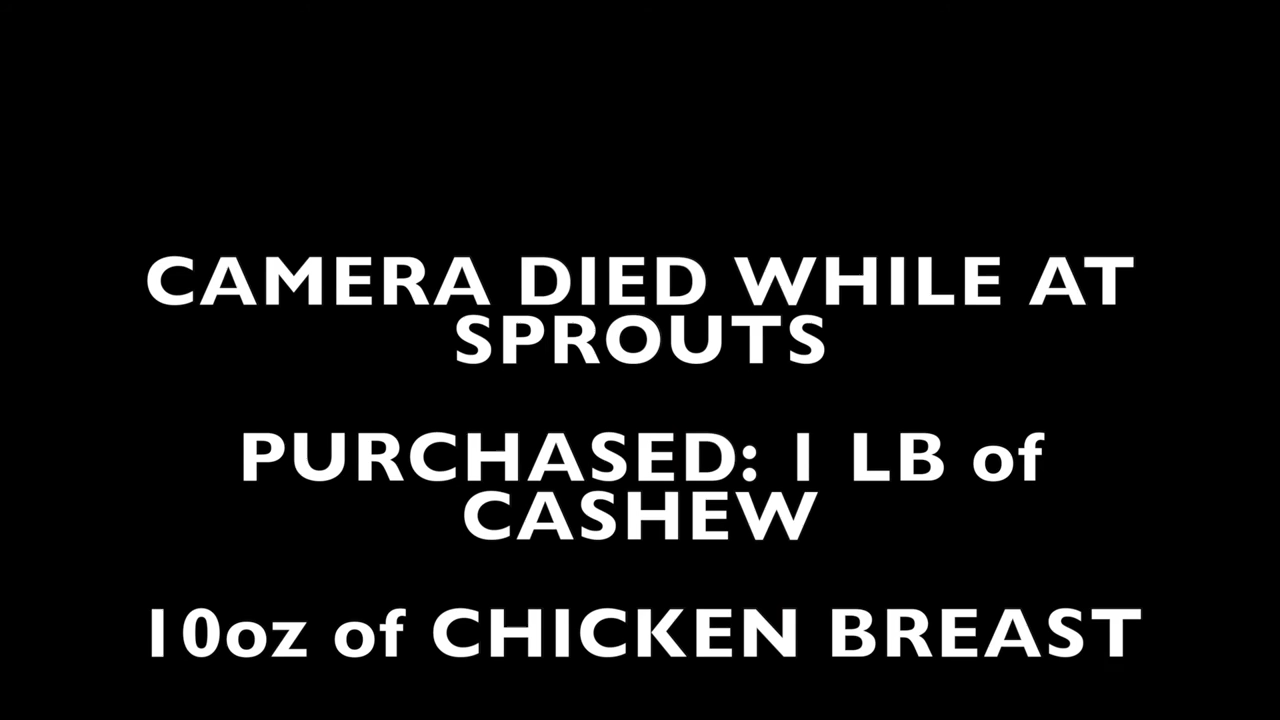 CAMERA DIED WHILE AT
SPROUTS
PURCHASED: 1 LB of
CASHEW
10oz of CHICKEN BREAST